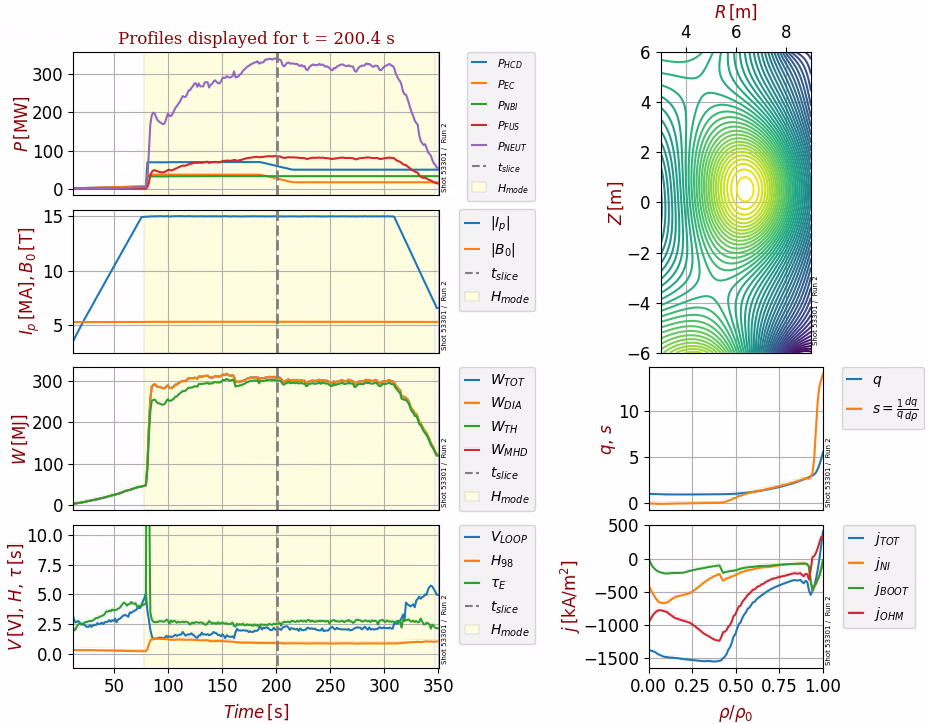 Profiles displayed for t = 200.4 s
P [MW]
300
200
100
0
P_HCD
P_EC
P_NBI
P_FUS
P_NEUT
t_slice
H_mode
Shot 53301 / Run 2
I_p [MA], B_0 [T]
15
10
5
|I_p|
|B_0|
t_slice
H_mode
Shot 53301 / Run 2
W [MJ]
300
200
100
0
W_TOT
W_DIA
W_TH
W_MHD
t_slice
H_mode
Shot 53301 / Run 2
V [V], H, τ [s]
10.0
7.5
5.0
2.5
0.0
V_LOOP
H_98
τ_E
t_slice
H_mode
Shot 53301 / Run 2
50 100 150 200 250 300 350
Time [s]
R [m]
4 6 8
Z [m]
6
4
2
0
−2
−4
−6
Shot 53301 / Run 2
q, s
10
5
0
q
s = 1/q dq/dρ
Shot 53301 / Run 2
j [kA/m²]
500
0
−500
−1000
−1500
j_TOT
j_NI
j_BOOT
j_OHM
Shot 53301 / Run 2
0.00 0.25 0.50 0.75 1.00
ρ/ρ_0